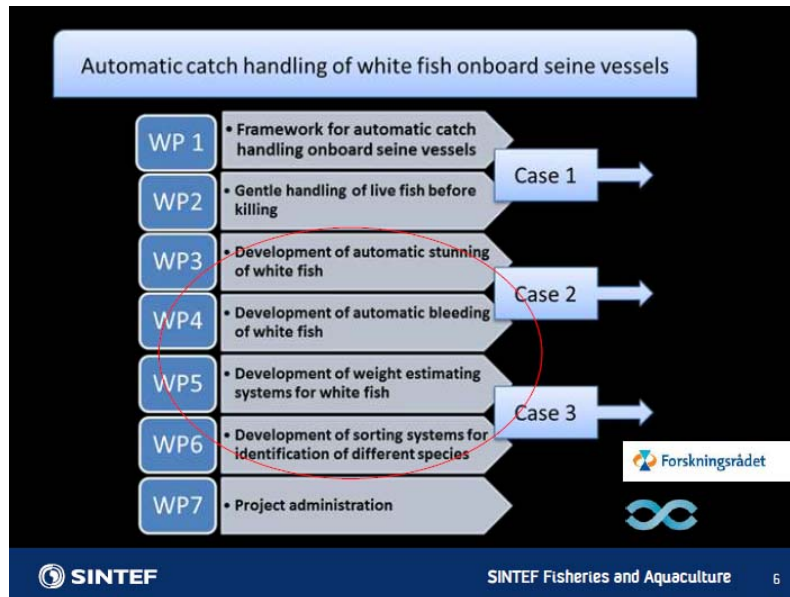 Automatic catch handling of white fish onboard seine vessels
WP 1
• Framework for automatic catch
handling onboard seine vessels
WP2
• Gentle handling of live fish before
killing
Case 1
WP3
• Development of automatic stunning
of white fish
WP4
• Development of automatic bleeding
of white fish
Case 2
WP5
• Development of weight estimating
systems for white fish
WP6
• Development of sorting systems for
identification of different species
Case 3
WP7
• Project administration
Forskningsrådet
SINTEF
SINTEF Fisheries and Aquaculture
6